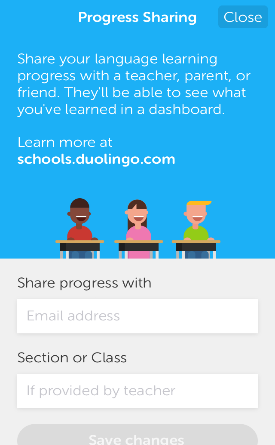 Progress Sharing
Close
Share your language learning
progress with a teacher, parent, or
friend. They'll be able to see what
you've learned in a dashboard.
Learn more at
schools.duolingo.com
Share progress with
Email address
Section or Class
If provided by teacher
Save changes